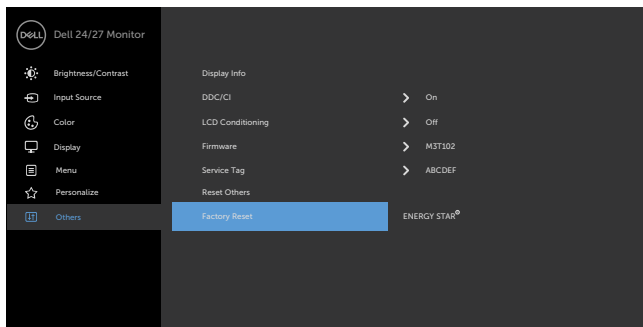 DELL Dell 24/27 Monitor
Brightness/Contrast
Input Source
Color
Display
Menu
Personalize
Others
Display Info
DDC/CI On
LCD Conditioning Off
Firmware M3T102
Service Tag ABCDEF
Reset Others
Factory Reset ENERGY STAR®